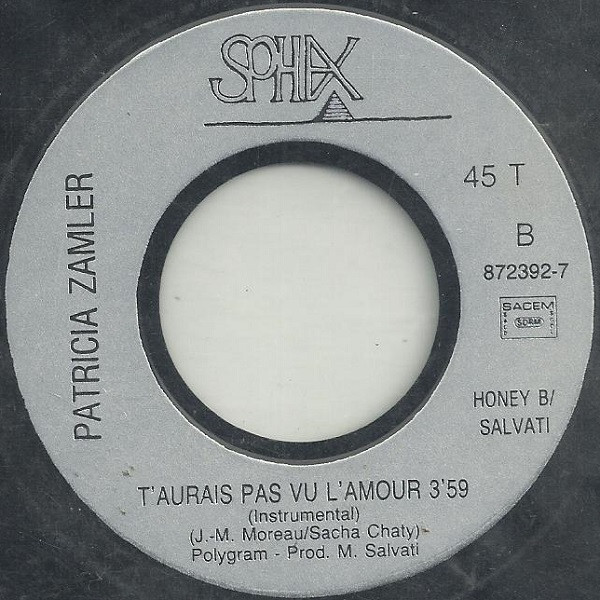 SPHINX
45 T
B
872392-7
SACEM
SDRM
PATRICIA ZAMLER
HONEY B/
SALVATI
T'AURAIS PAS VU L'AMOUR 3'59
(Instrumental)
(J.-M. Moreau/Sacha Chaty)
Polygram - Prod. M. Salvati